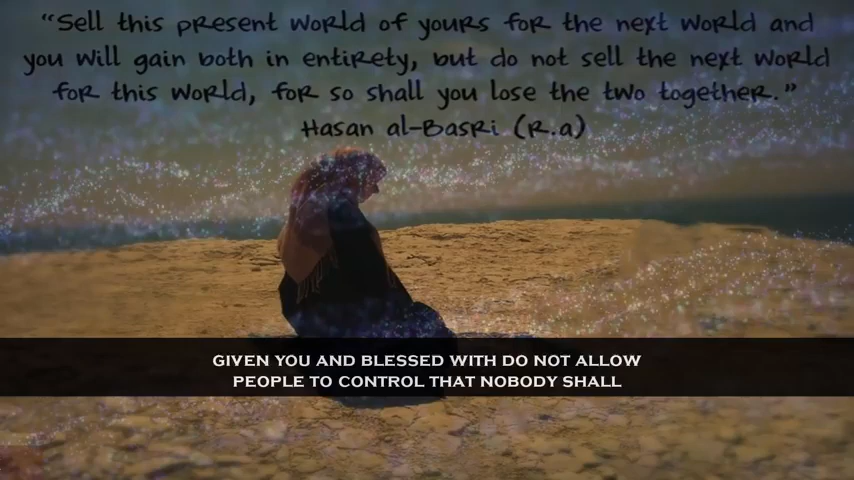 "Sell this present world of yours for the next world and
you will gain both in entirety, but do not sell the next world
for this world, for so shall you lose the two together."
Hasan al-Basri (R.a)
GIVEN YOU AND BLESSED WITH DO NOT ALLOW
PEOPLE TO CONTROL THAT NOBODY SHALL